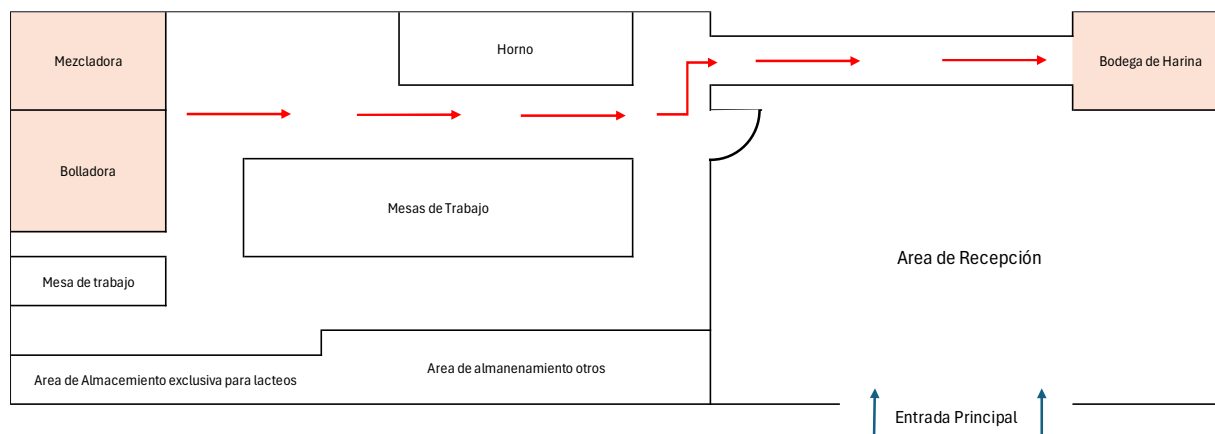 Mezcladora
Horno
Bodega de Harina
Bolladora
Mesas de Trabajo
Area de Recepción
Mesa de trabajo
Area de Almacemiento exclusiva para lacteos
Area de almanenamiento otros
Entrada Principal